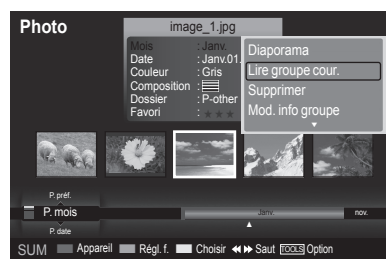 Photo
image_1.jpg
Mois : Janv.
Date : Janv.01.
Couleur : Gris
Composition :
Dossier : P-other
Favori : ★★★
Diaporama
Lire groupe cour.
Supprimer
Mod. info groupe
P. préf.
P. mois
P. date
Janv.
nov.
SUM Appareil Régl. f. Choisir ◄◄ ►► Saut TOOLS Option